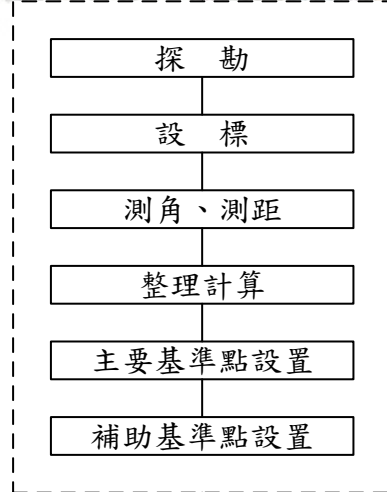 探　勘
設　標
測角、測距
整理計算
主要基準點設置
補助基準點設置